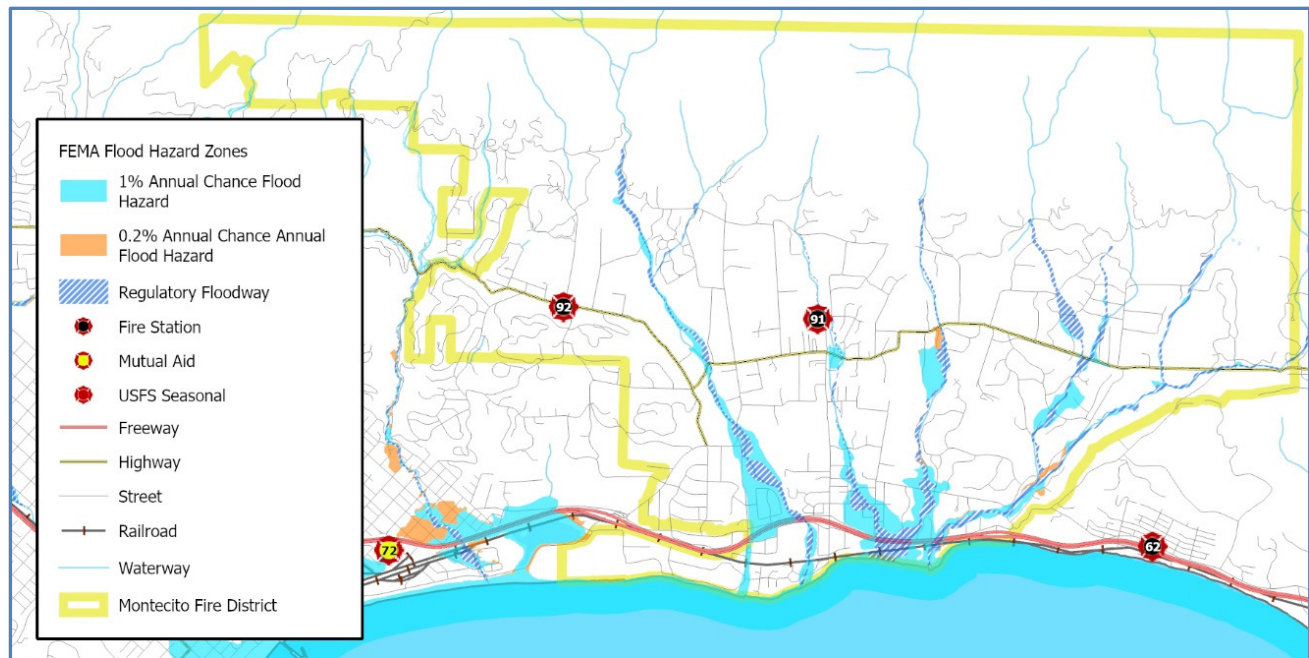 FEMA Flood Hazard Zones
1% Annual Chance Flood
Hazard
0.2% Annual Chance Annual
Flood Hazard
Regulatory Floodway
Fire Station
Mutual Aid
USFS Seasonal
Freeway
Highway
Street
Railroad
Waterway
Montecito Fire District
92
91
72
62